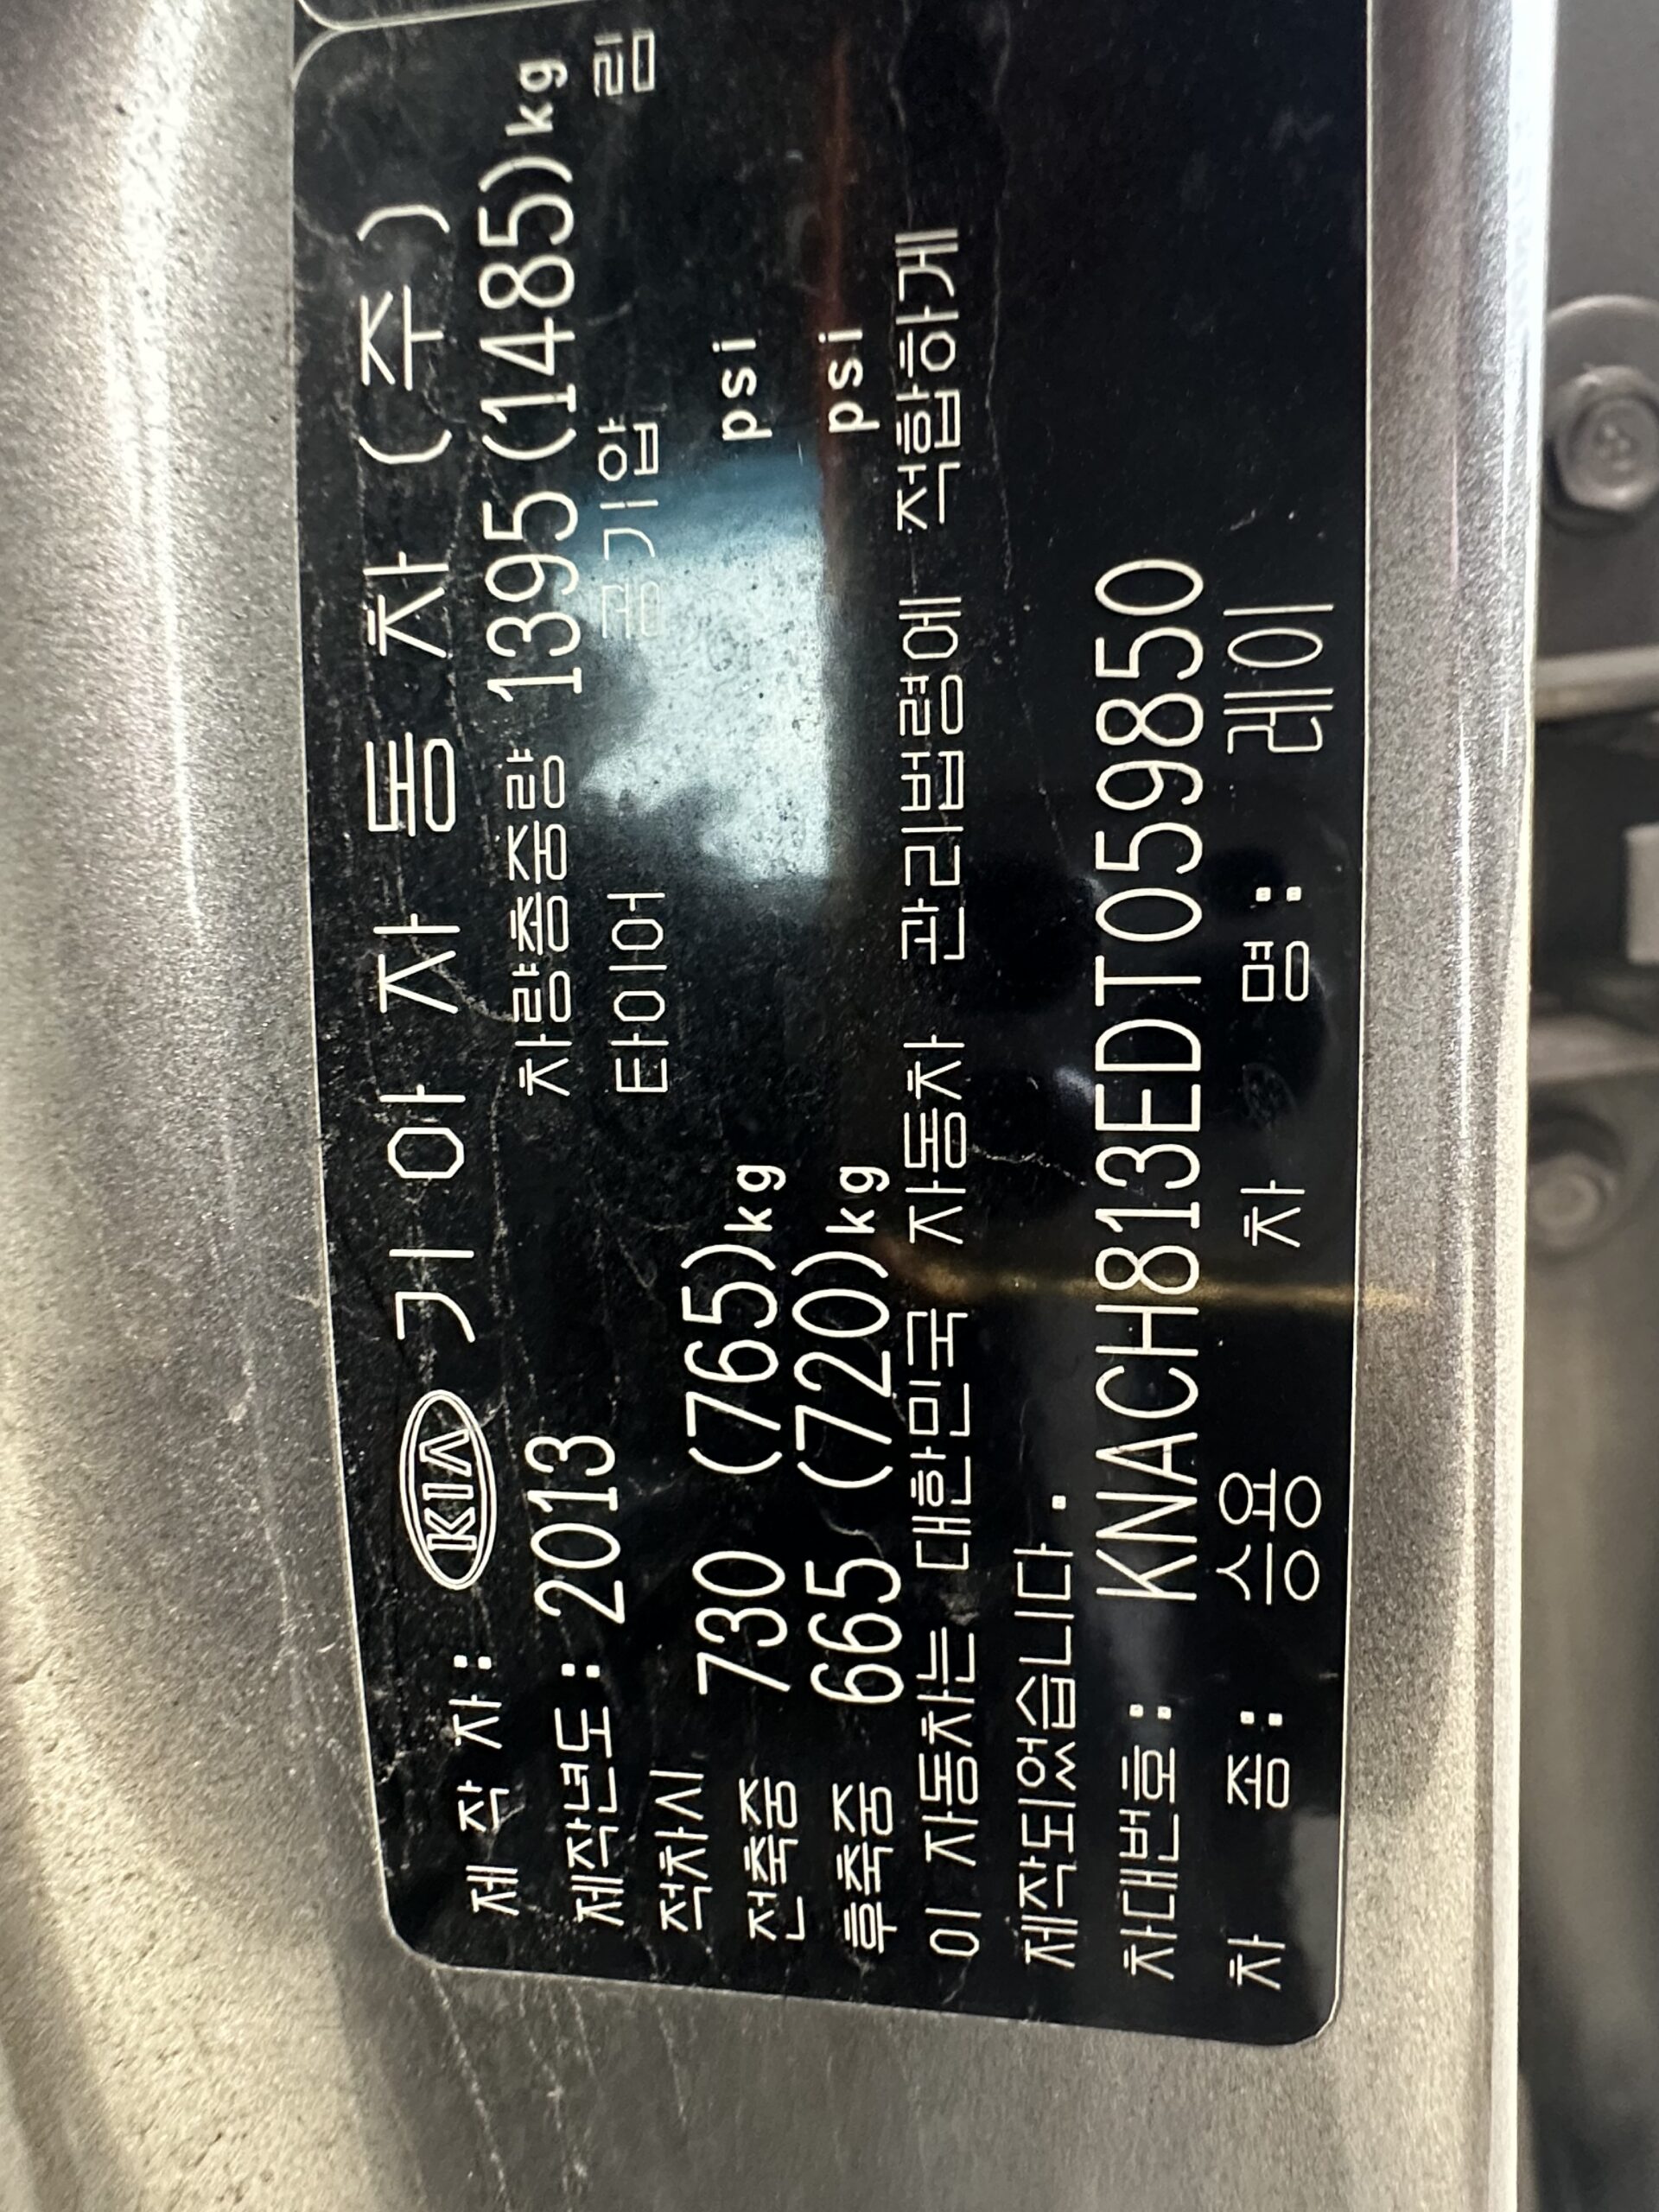 제 작 자: KIA 기아자동차 (주)
제작년도: 2013 차량총중량 1395(1485)kg
적차시 타이어 공기압 림
전축중 730 (765)kg psi
후축중 665 (720)kg psi
이 자동차는 대한민국 자동차 관리법령에 적합하게
제작되었습니다.
차대번호: KNACH813EDT059850
차 종: 승용 차 명: 레이